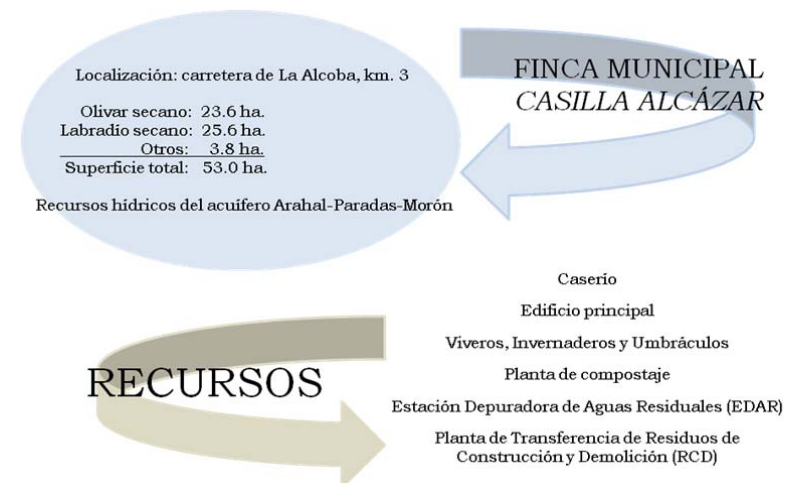 Localización: carretera de La Alcoba, km. 3
Olivar secano: 23.6 ha.
Labradío secano: 25.6 ha.
Otros: 3.8 ha.
Superficie total: 53.0 ha.
Recursos hídricos del acuífero Arahal-Paradas-Morón
FINCA MUNICIPAL
CASILLA ALCÁZAR
RECURSOS
Caserío
Edificio principal
Viveros, Invernaderos y Umbráculos
Planta de compostaje
Estación Depuradora de Aguas Residuales (EDAR)
Planta de Transferencia de Residuos de
Construcción y Demolición (RCD)